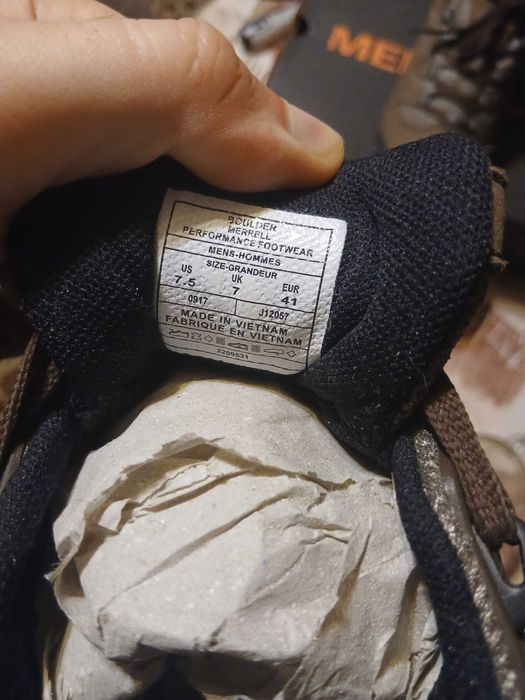 MER
BOULDER
MERRELL
PERFORMANCE FOOTWEAR
MENS-HOMMES
SIZE-GRANDEUR
US UK EUR
7.5 7 41
0917 J12057
MADE IN VIETNAM
FABRIQUE EN VIETNAM
2209531